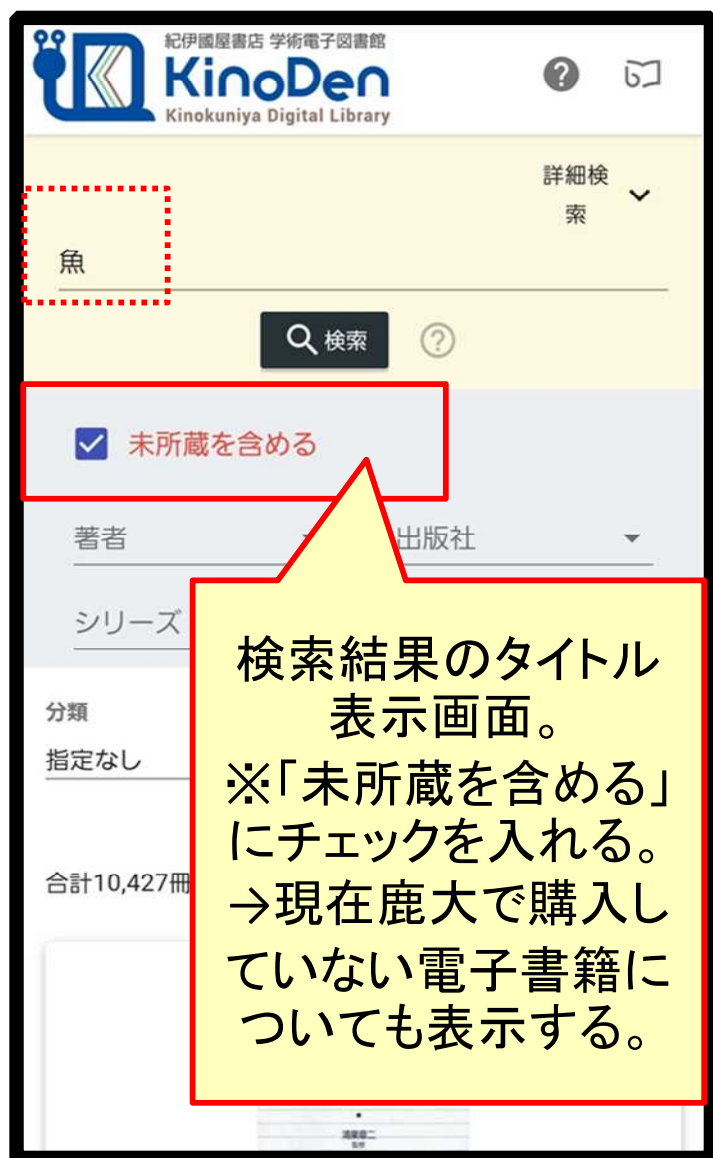 紀伊國屋書店 学術電子図書館
KinoDen
Kinokuniya Digital Library
詳細検
索
魚
検索
未所蔵を含める
著者
出版社
シリーズ
分類
指定なし
合計10,427冊
検索結果のタイトル
表示画面。
※「未所蔵を含める」
にチェックを入れる。
→現在鹿大で購入し
ていない電子書籍に
ついても表示する。